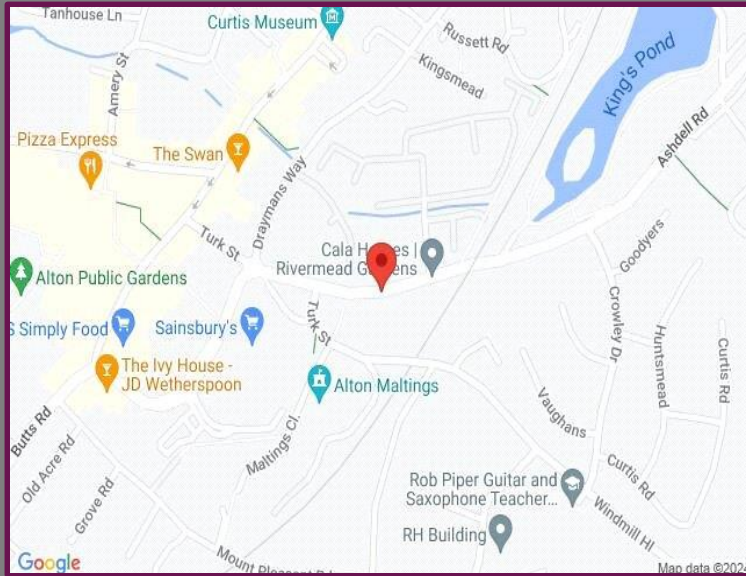 Tanhouse Ln
Curtis Museum
Russett Rd
Kingsmead
King's Pond
Amery St
Pizza Express
The Swan
Draymans Way
Ashdell Rd
Turk St
Cala H es |
Rivermead G ens
Goodyers
Alton Public Gardens
S Simply Food
Sainsbury's
Turk St
Crowley Dr
Huntsmead
Curtis Rd
The Ivy House -
JD Wetherspoon
Alton Maltings
Butts Rd
Maltings Cl.
Vaughans
Old Acre Rd
Grove Rd
Curtis Rd
Rob Piper Guitar and
Saxophone Teacher...
Windmill Hl
RH Building
Mount Pleasant Rd
Google
Map data ©2024